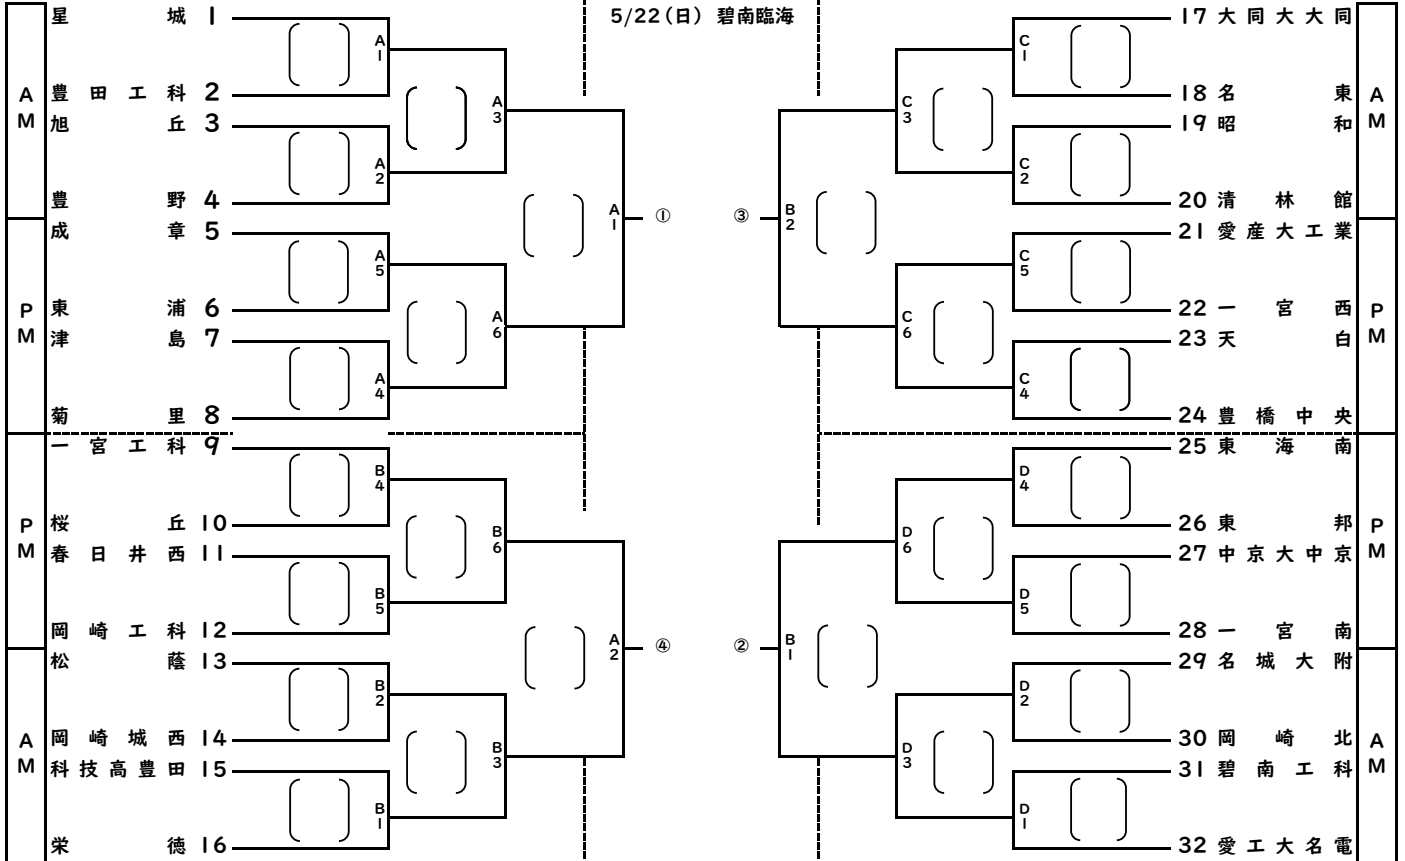 5/22(日) 碧南臨海
AM
星城 1
A1
豊田工科 2
A3
旭丘 3
A2
豊野 4
A1
①
PM
成章 5
A5
東浦 6
A6
津島 7
A4
菊里 8
PM
一宮工科 9
B4
桜丘 10
B6
春日井西 11
B5
岡崎工科 12
A2
④
AM
松蔭 13
B2
岡崎城西 14
B3
科技高豊田 15
B1
栄徳 16
AM
17 大同大大同
C1
18 名東
C3
19 昭和
C2
20 清林館
③
B2
PM
21 愛産大工業
C5
22 一宮西
C6
23 天白
C4
24 豊橋中央
PM
25 東海南
D4
26 東邦
D6
27 中京大中京
D5
28 一宮南
②
B1
AM
29 名城大附
D2
30 岡崎北
D3
31 碧南工科
D1
32 愛工大名電